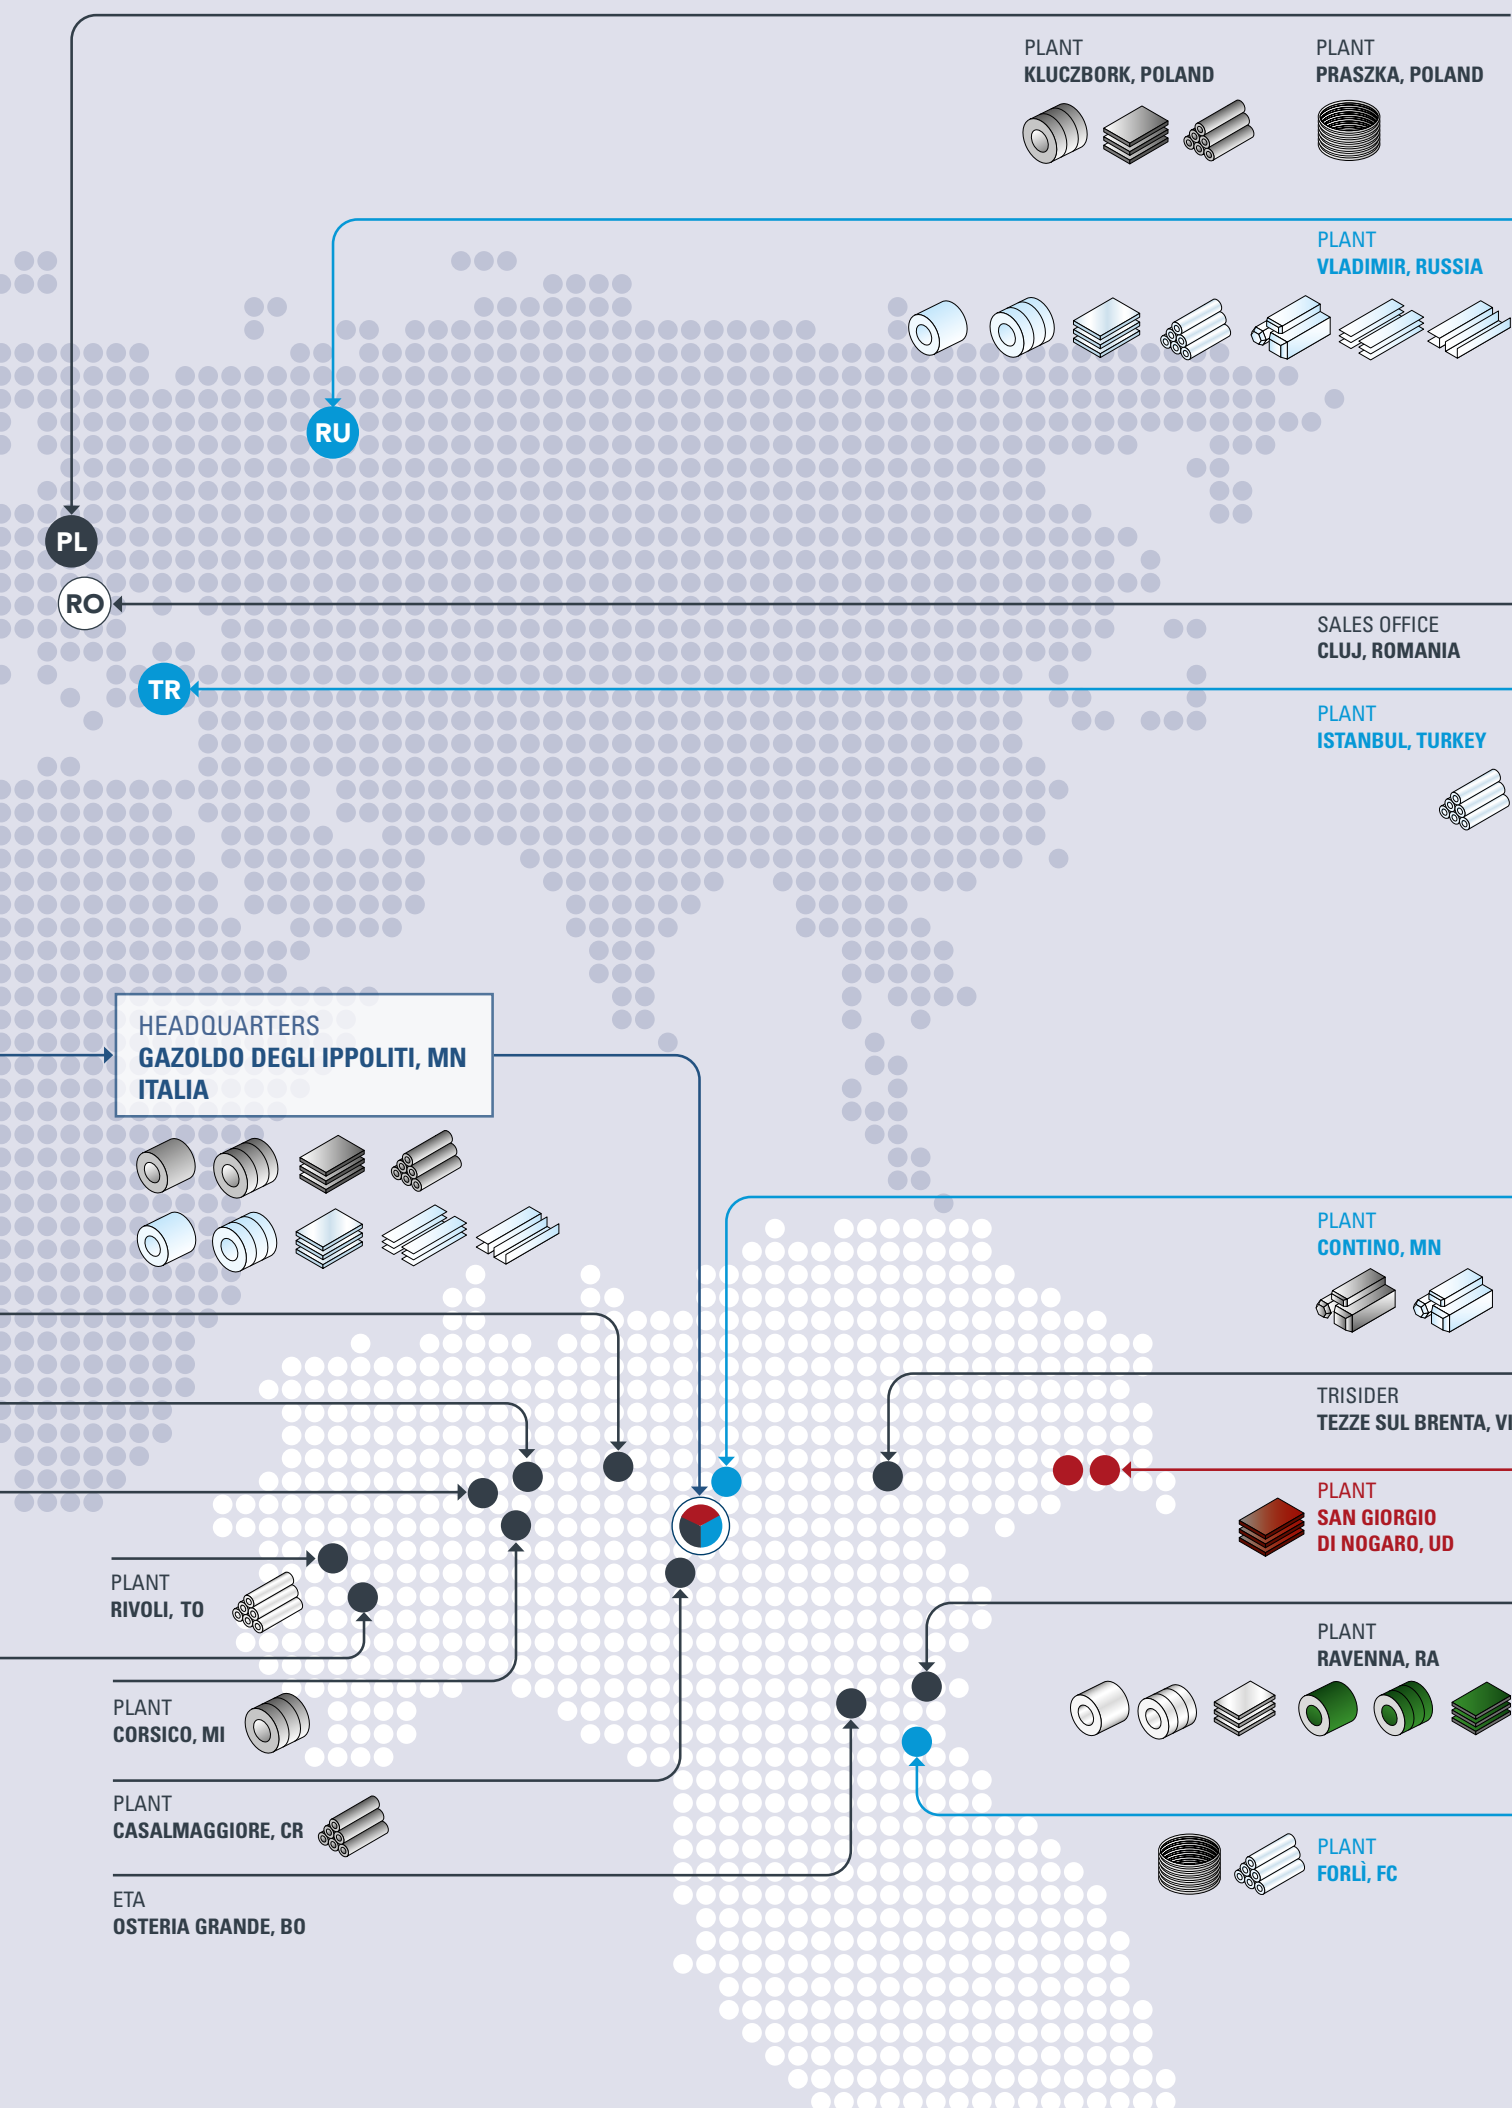 PLANT
KLUCZBORK, POLAND
PLANT
PRASZKA, POLAND
PLANT
VLADIMIR, RUSSIA
RU
PL
RO
SALES OFFICE
CLUJ, ROMANIA
TR
PLANT
ISTANBUL, TURKEY
HEADQUARTERS
GAZOLDO DEGLI IPPOLITI, MN
ITALIA
PLANT
CONTINO, MN
TRISIDER
TEZZE SUL BRENTA, VI
PLANT
SAN GIORGIO
DI NOGARO, UD
PLANT
RIVOLI, TO
PLANT
RAVENNA, RA
PLANT
CORSICO, MI
PLANT
CASALMAGGIORE, CR
PLANT
FORLÌ, FC
ETA
OSTERIA GRANDE, BO